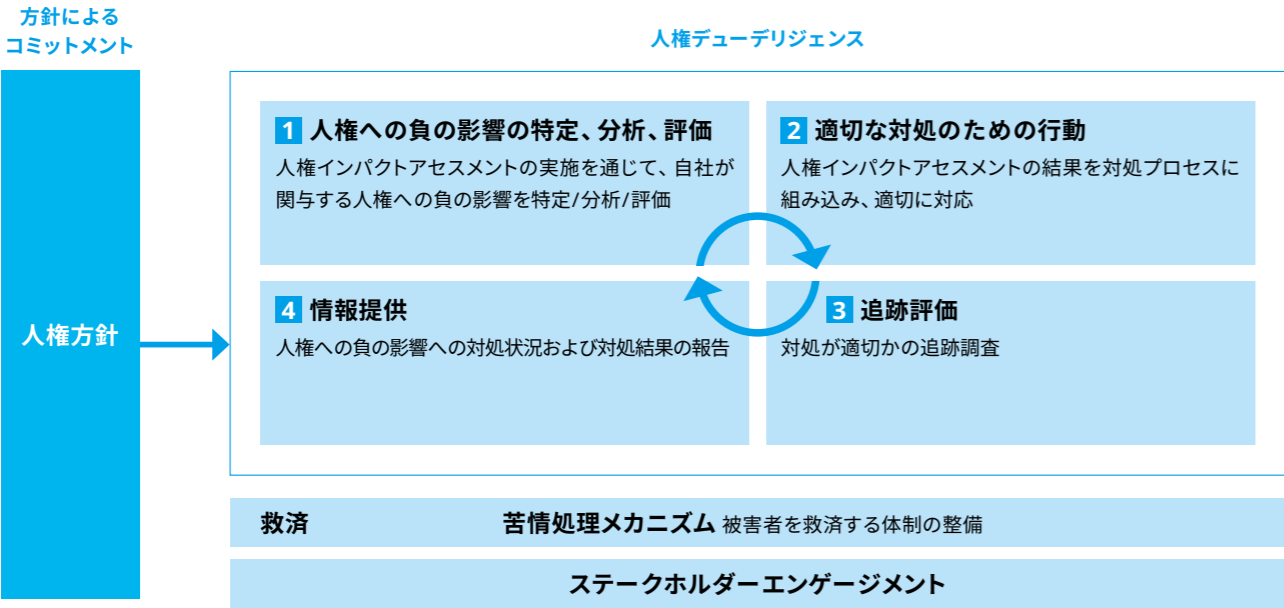 方針による
コミットメント
人権デューデリジェンス
人権方針
1 人権への負の影響の特定、分析、評価
人権インパクトアセスメントの実施を通じて、自社が
関与する人権への負の影響を特定/分析/評価
2 適切な対処のための行動
人権インパクトアセスメントの結果を対処プロセスに
組み込み、適切に対応
4 情報提供
人権への負の影響への対処状況および対処結果の報告
3 追跡評価
対処が適切かの追跡調査
救済
苦情処理メカニズム 被害者を救済する体制の整備
ステークホルダーエンゲージメント